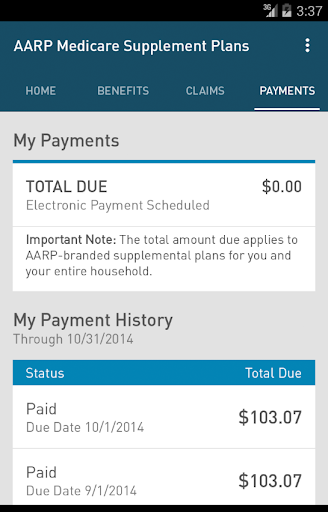 3G 3:37
AARP Medicare Supplement Plans
HOME BENEFITS CLAIMS PAYMENTS
My Payments
TOTAL DUE $0.00
Electronic Payment Scheduled
Important Note: The total amount due applies to
AARP-branded supplemental plans for you and
your entire household.
My Payment History
Through 10/31/2014
Status Total Due
Paid
$103.07
Due Date 10/1/2014
Paid
$103.07
Due Date 9/1/2014